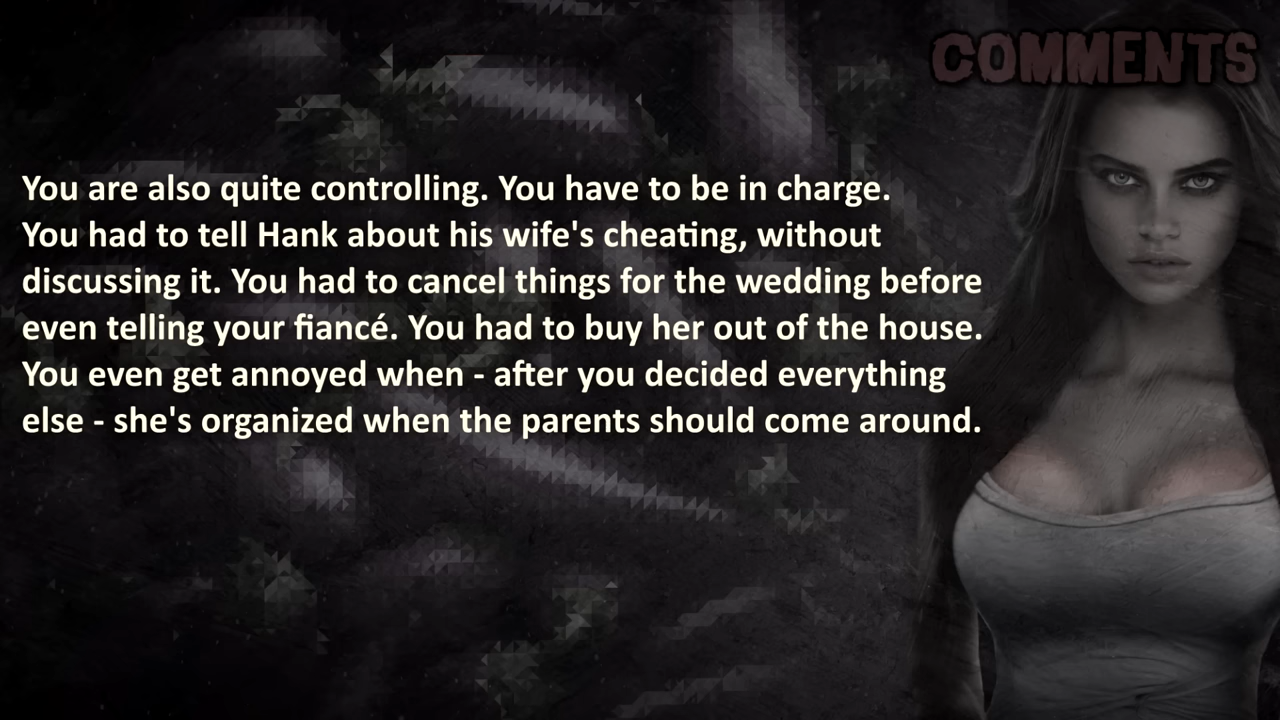 COMMENTS
You are also quite controlling. You have to be in charge.
You had to tell Hank about his wife's cheating, without
discussing it. You had to cancel things for the wedding before
even telling your fiancé. You had to buy her out of the house.
You even get annoyed when - after you decided everything
else - she's organized when the parents should come around.